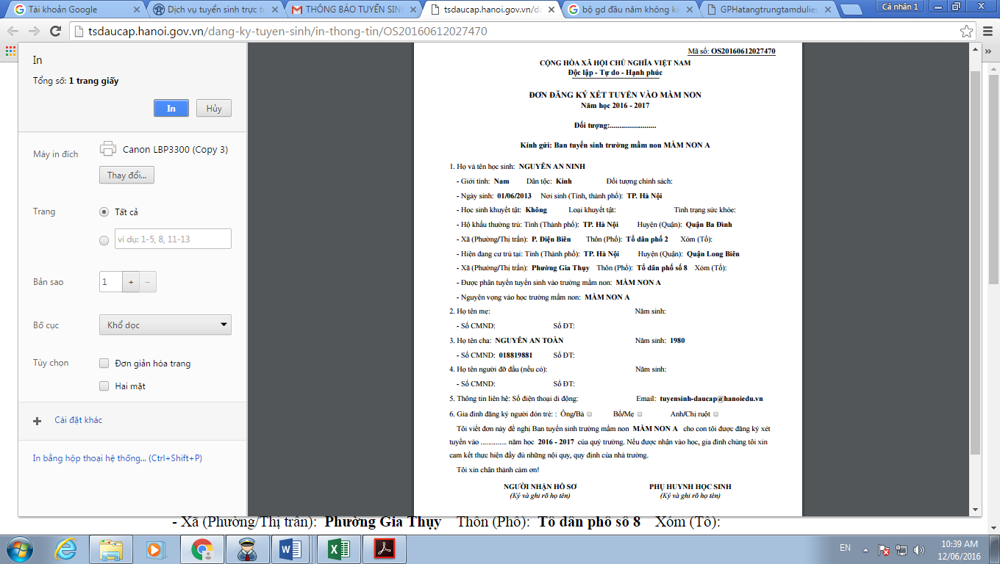 Tài khoản Google
Dịch vụ tuyển sinh trực t
THÔNG BÁO TUYỂN SIN
tsdaucap.hanoi.gov.vn/da
bộ gd đầu năm không ki
GPHatangtrungtamdulie
Cá nhân 1
tsdaucap.hanoi.gov.vn/dang-ky-tuyen-sinh/in-thong-tin/OS20160612027470
In
Tổng số: 1 trang giấy
In Hủy
Máy in đích Canon LBP3300 (Copy 3)
Thay đổi...
Trang Tất cả
ví dụ: 1-5, 8, 11-13
Bản sao 1 + −
Bố cục Khổ dọc
Tùy chọn Đơn giản hóa trang
Hai mặt
Cài đặt khác
In bằng hộp thoại hệ thống... (Ctrl+Shift+P)
Mã số: OS20160612027470
CỘNG HÒA XÃ HỘI CHỦ NGHĨA VIỆT NAM
Độc lập - Tự do - Hạnh phúc
ĐƠN ĐĂNG KÝ XÉT TUYỂN VÀO MẦM NON
Năm học 2016 - 2017
Đối tượng:.......................
Kính gửi: Ban tuyển sinh trường mầm non MẦM NON A
1. Họ và tên học sinh: NGUYỄN AN NINH
- Giới tính: Nam Dân tộc: Kinh Đối tượng chính sách:
- Ngày sinh: 01/06/2013 Nơi sinh (Tỉnh, thành phố): TP. Hà Nội
- Học sinh khuyết tật: Không Loại khuyết tật: Tình trạng sức khỏe:
- Hộ khẩu thường trú: Tỉnh (Thành phố): TP. Hà Nội Huyện (Quận): Quận Ba Đình
- Xã (Phường/Thị trấn): P. Điện Biên Thôn (Phố): Tổ dân phố 2 Xóm (Tổ):
- Hiện đang cư trú tại: Tỉnh (Thành phố): TP. Hà Nội Huyện (Quận): Quận Long Biên
- Xã (Phường/Thị trấn): Phường Gia Thụy Thôn (Phố): Tổ dân phố số 8 Xóm (Tổ):
- Được phân tuyến tuyển sinh vào trường mầm non: MẦM NON A
- Nguyện vọng vào học trường mầm non: MẦM NON A
2. Họ tên mẹ: Năm sinh:
- Số CMND: Số ĐT:
3. Họ tên cha: NGUYỄN AN TOÀN Năm sinh: 1980
- Số CMND: 018819881 Số ĐT:
4. Họ tên người đỡ đầu (nếu có): Năm sinh:
- Số CMND: Số ĐT:
5. Thông tin liên hệ: Số điện thoại di động: Email: tuyensinh-daucap@hanoiedu.vn
6. Gia đình đăng ký người đón trẻ: : Ông/Bà Bố/Mẹ Anh/Chị ruột
Tôi viết đơn này đề nghị Ban tuyển sinh trường mầm non MẦM NON A cho con tôi được đăng ký xét
tuyển vào ............. năm học 2016 - 2017 của quý trường. Nếu được nhận vào học, gia đình chúng tôi xin
cam kết thực hiện đầy đủ những nội quy, quy định của nhà trường.
Tôi xin chân thành cảm ơn!
NGƯỜI NHẬN HỒ SƠ PHỤ HUYNH HỌC SINH
(Ký và ghi rõ họ tên) (Ký và ghi rõ họ tên)
- Xã (Phường/Thị trấn): Phường Gia Thụy Thôn (Phố): Tổ dân phố số 8 Xóm (Tổ):
EN
10:39 AM
12/06/2016